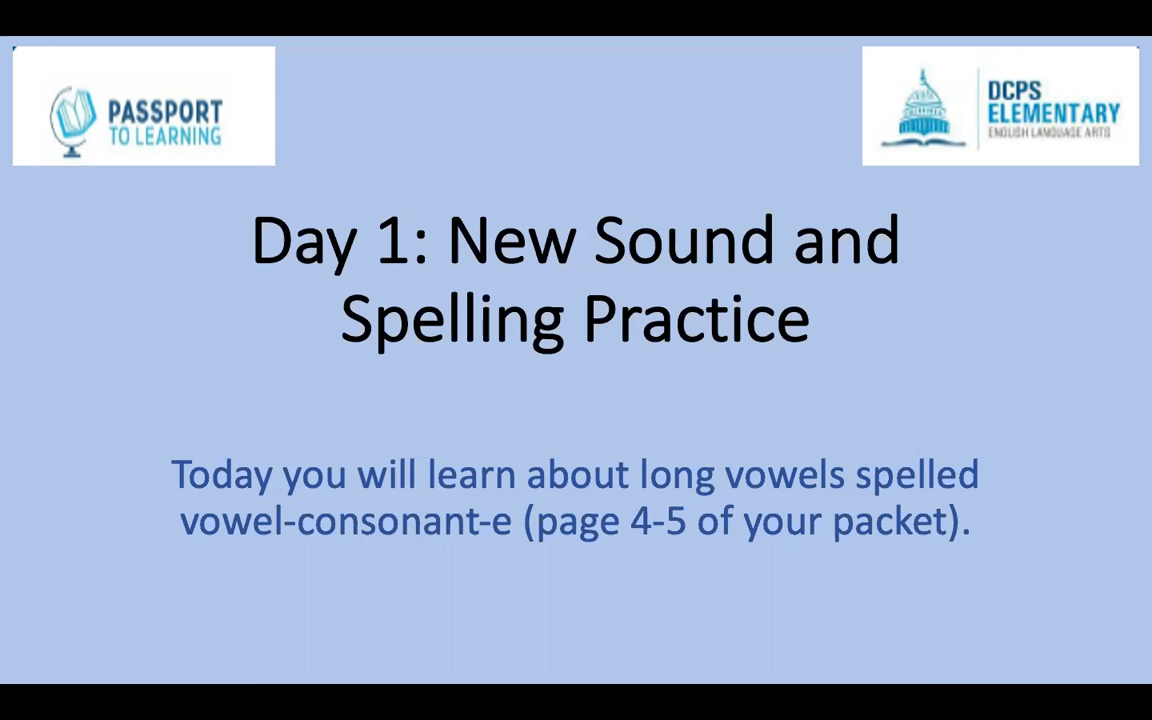 PASSPORT
TO LEARNING
DCPS
ELEMENTARY
ENGLISH LANGUAGE ARTS
Day 1: New Sound and
Spelling Practice
Today you will learn about long vowels spelled
vowel-consonant-e (page 4-5 of your packet).